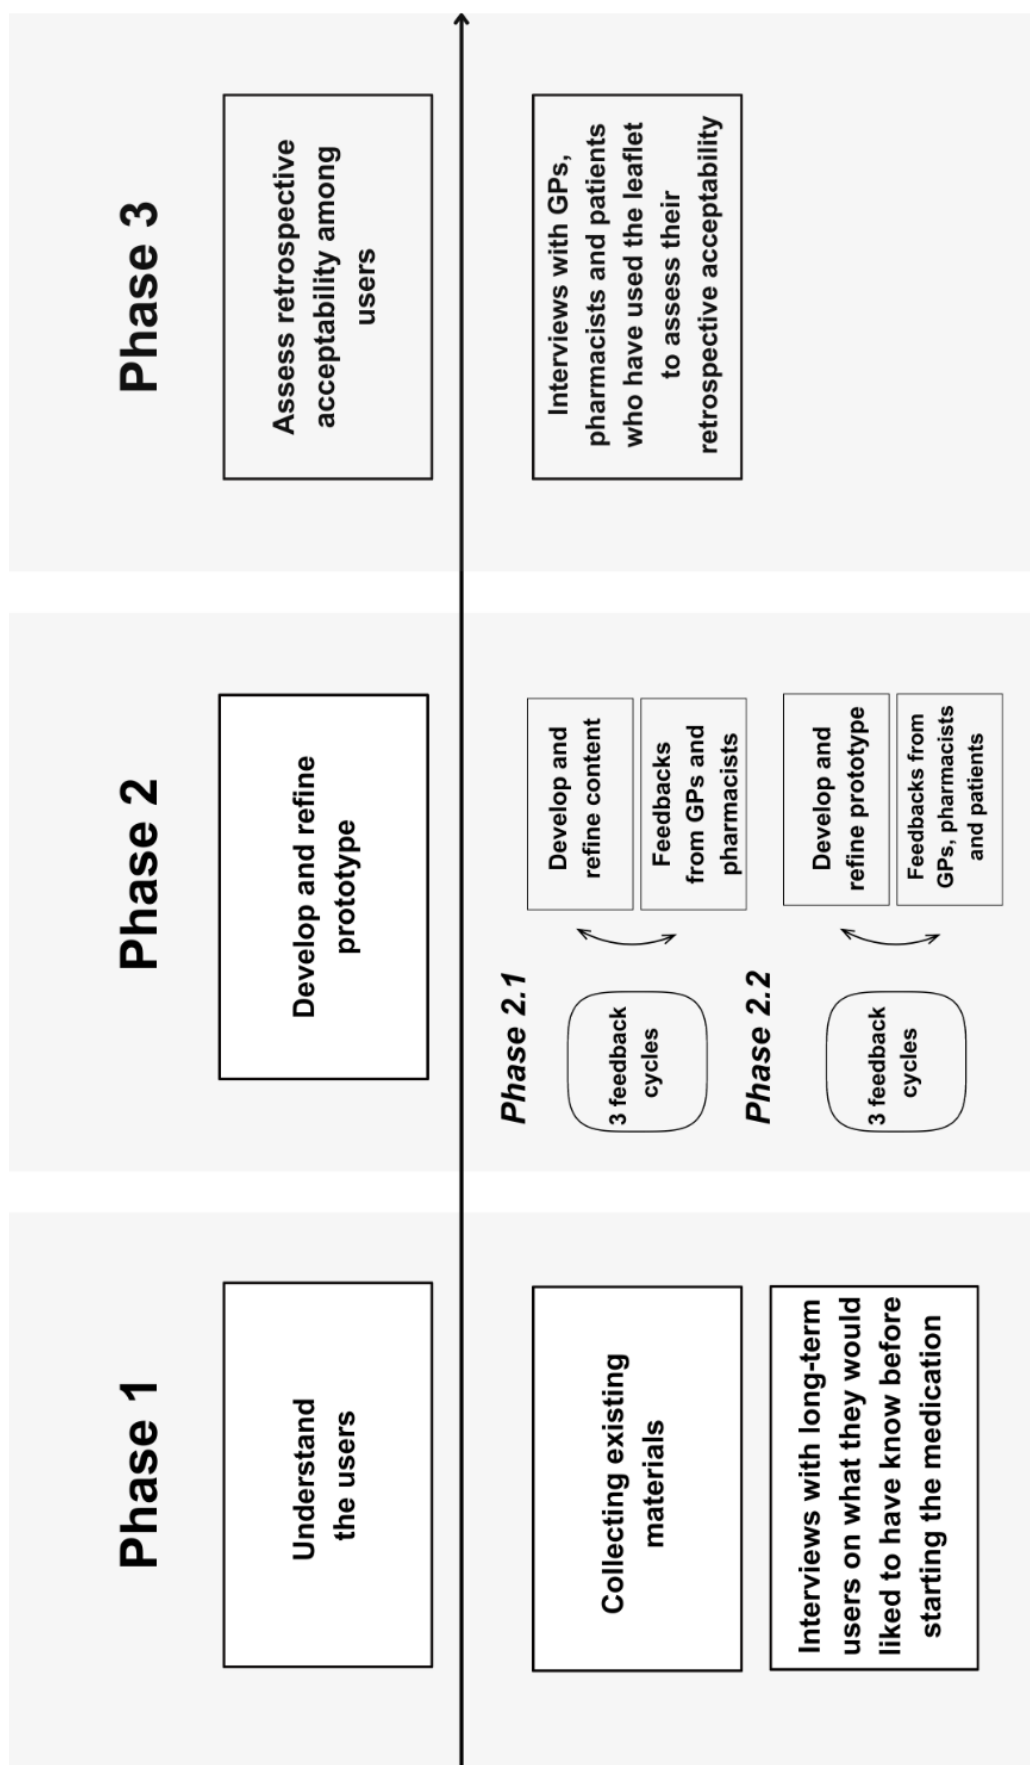 Phase 1
Understand
the users
Collecting existing
materials
Interviews with long-term
users on what they would
liked to have know before
starting the medication
Phase 2
Develop and refine
prototype
Phase 2.1
3 feedback
cycles
Develop and
refine content
Feedbacks
from GPs and
pharmacists
Phase 2.2
3 feedback
cycles
Develop and
refine prototype
Feedbacks from
GPs, pharmacists
and patients
Phase 3
Assess retrospective
acceptability among
users
Interviews with GPs,
pharmacists and patients
who have used the leaflet
to assess their
retrospective acceptability